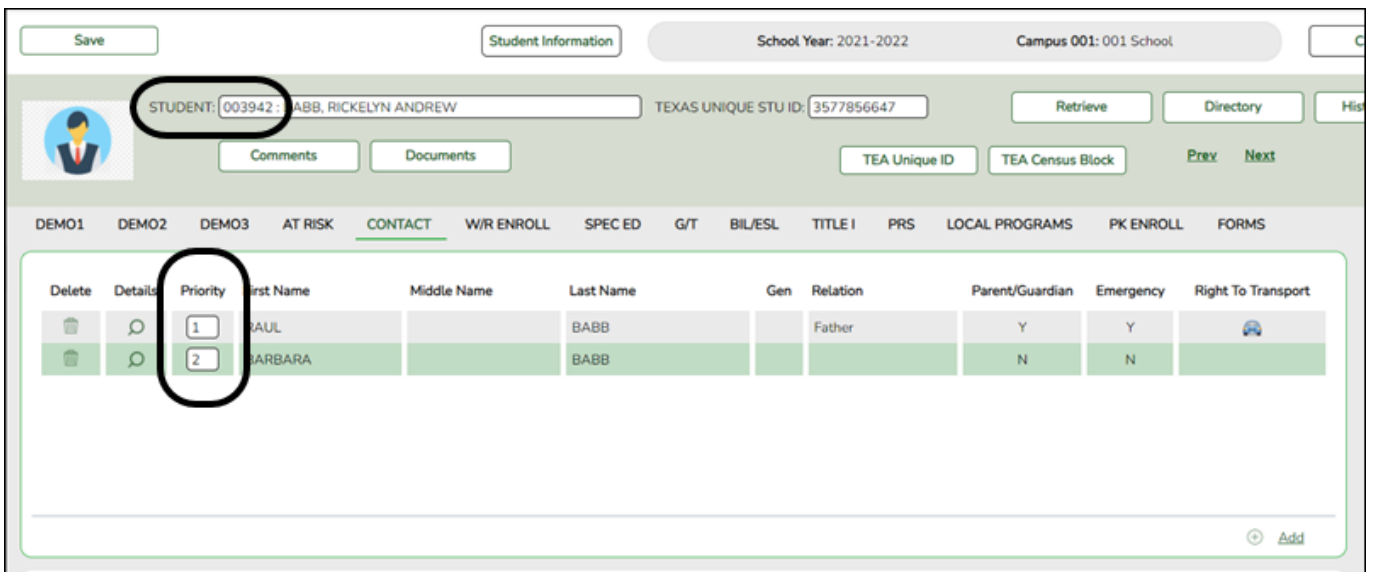 Save
Student Information
School Year: 2021-2022
Campus 001: 001 School
C
STUDENT: 003942 : ABB, RICKELYN ANDREW
TEXAS UNIQUE STU ID: 3577856647
Retrieve
Directory
Hist
Comments
Documents
TEA Unique ID
TEA Census Block
Prev Next
DEMO1 DEMO2 DEMO3 AT RISK CONTACT W/R ENROLL SPEC ED G/T BIL/ESL TITLE I PRS LOCAL PROGRAMS PK ENROLL FORMS
Delete Details Priority irst Name Middle Name Last Name Gen Relation Parent/Guardian Emergency Right To Transport
1 RAUL BABB Father Y Y
2 BARBARA BABB N N
Add